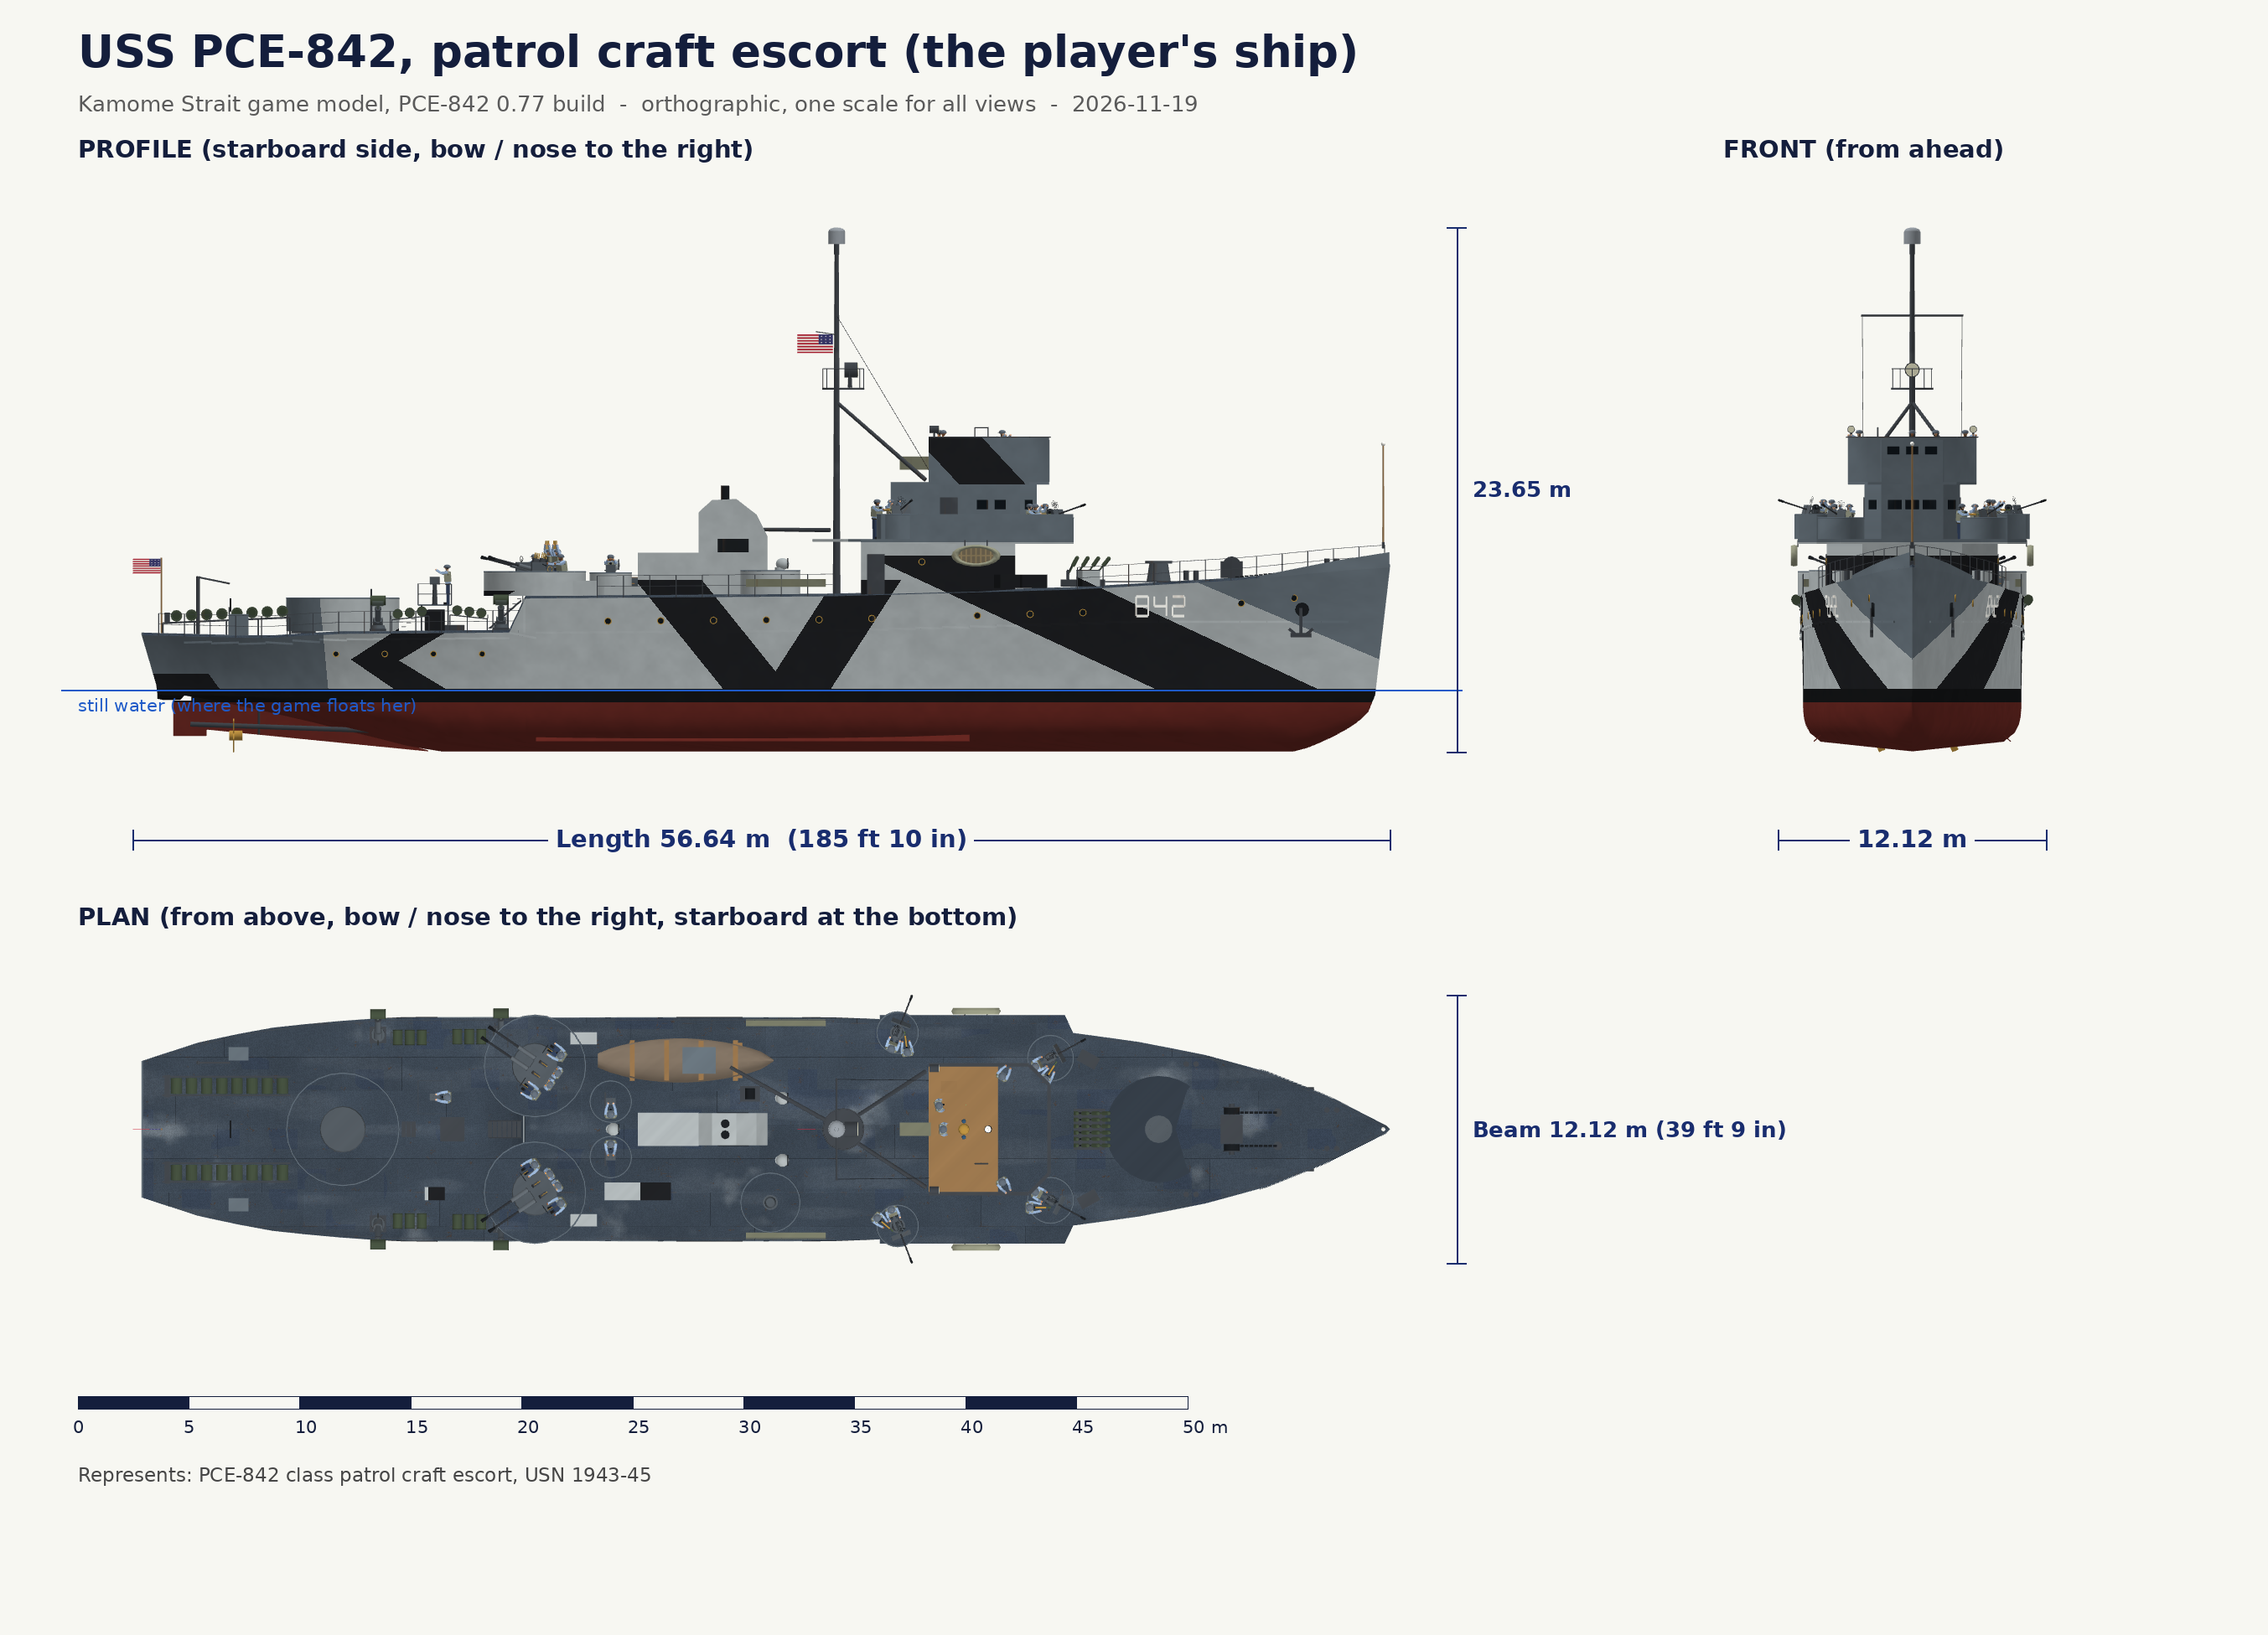 USS PCE-842, patrol craft escort (the player's ship)
Kamome Strait game model, PCE-842 0.77 build - orthographic, one scale for all views - 2026-11-19
PROFILE (starboard side, bow / nose to the right)
FRONT (from ahead)
23.65 m
842
still water (where the game floats her)
Length 56.64 m (185 ft 10 in)
12.12 m
PLAN (from above, bow / nose to the right, starboard at the bottom)
Beam 12.12 m (39 ft 9 in)
0 5 10 15 20 25 30 35 40 45 50 m
Represents: PCE-842 class patrol craft escort, USN 1943-45